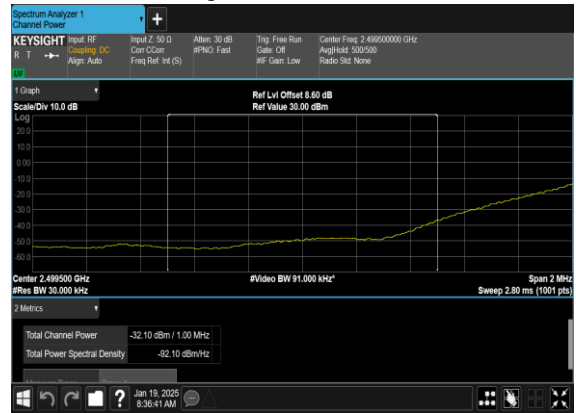 Spectrum Analyzer 1
Channel Power
+
KEYSIGHT
R T
LW
Input: RF
Coupling: DC
Align: Auto
Input Z: 50 Ω
Corr CCorr
Freq Ref: Int (S)
Atten: 30 dB
#PNO: Fast
Trig: Free Run
Gate: Off
#IF Gain: Low
Center Freq: 2.499500000 GHz
Avg|Hold: 500/500
Radio Std: None
1 Graph
Scale/Div 10.0 dB
Ref Lvl Offset 8.60 dB
Ref Value 30.00 dBm
Log
20.0
10.0
0.00
-10.0
-20.0
-30.0
-40.0
-50.0
-60.0
Center 2.499500 GHz
#Res BW 30.000 kHz
#Video BW 91.000 kHz*
Span 2 MHz
Sweep 2.80 ms (1001 pts)
2 Metrics
Total Channel Power -32.10 dBm / 1.00 MHz
Total Power Spectral Density -92.10 dBm/Hz
?
Jan 19, 2025
8:36:41 AM